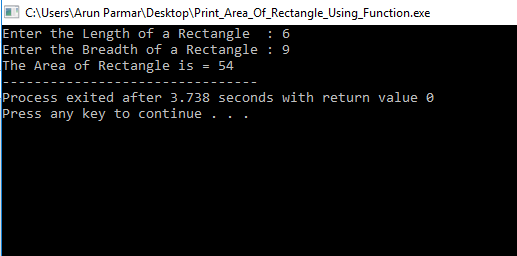 C:\Users\Arun Parmar\Desktop\Print_Area_Of_Rectangle_Using_Function.exe
Enter the Length of a Rectangle  : 6
Enter the Breadth of a Rectangle : 9
The Area of Rectangle is = 54
--------------------------------
Process exited after 3.738 seconds with return value 0
Press any key to continue . . .